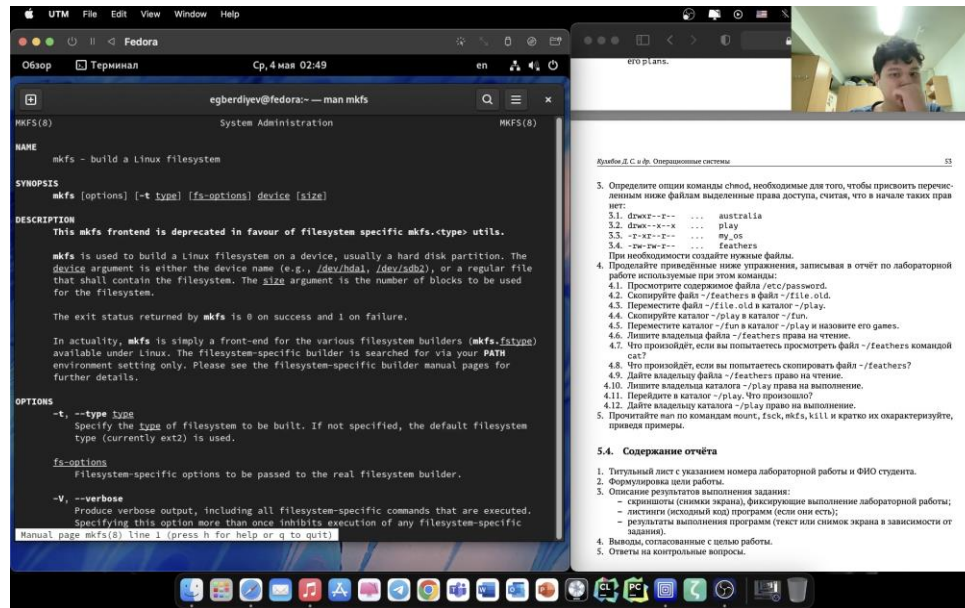 UTM File Edit View Window Help
Fedora
Обзор Терминал Ср, 4 мая 02:49 en
egberdiyev@fedora:~ — man mkfs
MKFS(8) System Administration MKFS(8)
NAME
mkfs - build a Linux filesystem
SYNOPSIS
mkfs [options] [-t type] [fs-options] device [size]
DESCRIPTION
This mkfs frontend is deprecated in favour of filesystem specific mkfs.<type> utils.
mkfs is used to build a Linux filesystem on a device, usually a hard disk partition. The
device argument is either the device name (e.g., /dev/hda1, /dev/sdb2), or a regular file
that shall contain the filesystem. The size argument is the number of blocks to be used
for the filesystem.
The exit status returned by mkfs is 0 on success and 1 on failure.
In actuality, mkfs is simply a front-end for the various filesystem builders (mkfs.fstype)
available under Linux. The filesystem-specific builder is searched for via your PATH
environment setting only. Please see the filesystem-specific builder manual pages for
further details.
OPTIONS
-t, --type type
Specify the type of filesystem to be built. If not specified, the default filesystem
type (currently ext2) is used.
fs-options
Filesystem-specific options to be passed to the real filesystem builder.
-V, --verbose
Produce verbose output, including all filesystem-specific commands that are executed.
Specifying this option more than once inhibits execution of any filesystem-specific
Manual page mkfs(8) line 1 (press h for help or q to quit)
его plans.
Кулябов Д. С. и др. Операционные системы 53
3. Определите опции команды chmod, необходимые для того, чтобы присвоить перечис-
ленным ниже файлам выделенные права доступа, считая, что в начале таких прав
нет:
3.1. drwxr--r-- ... australia
3.2. drwx--x--x ... play
3.3. -r-xr--r-- ... my_os
3.4. -rw-rw-r-- ... feathers
При необходимости создайте нужные файлы.
4. Проделайте приведённые ниже упражнения, записывая в отчёт по лабораторной
работе используемые при этом команды:
4.1. Просмотрите содержимое файла /etc/password.
4.2. Скопируйте файл ~/feathers в файл ~/file.old.
4.3. Переместите файл ~/file.old в каталог ~/play.
4.4. Скопируйте каталог ~/play в каталог ~/fun.
4.5. Переместите каталог ~/fun в каталог ~/play и назовите его games.
4.6. Лишите владельца файла ~/feathers права на чтение.
4.7. Что произойдёт, если вы попытаетесь просмотреть файл ~/feathers командой
cat?
4.8. Что произойдёт, если вы попытаетесь скопировать файл ~/feathers?
4.9. Дайте владельцу файла ~/feathers право на чтение.
4.10. Лишите владельца каталога ~/play права на выполнение.
4.11. Перейдите в каталог ~/play. Что произошло?
4.12. Дайте владельцу каталога ~/play право на выполнение.
5. Прочитайте man по командам mount, fsck, mkfs, kill и кратко их охарактеризуйте,
приведя примеры.
5.4. Содержание отчёта
1. Титульный лист с указанием номера лабораторной работы и ФИО студента.
2. Формулировка цели работы.
3. Описание результатов выполнения задания:
– скриншоты (снимки экрана), фиксирующие выполнение лабораторной работы;
– листинги (исходный код) программ (если они есть);
– результаты выполнения программ (текст или снимок экрана в зависимости от
задания).
4. Выводы, согласованные с целью работы.
5. Ответы на контрольные вопросы.